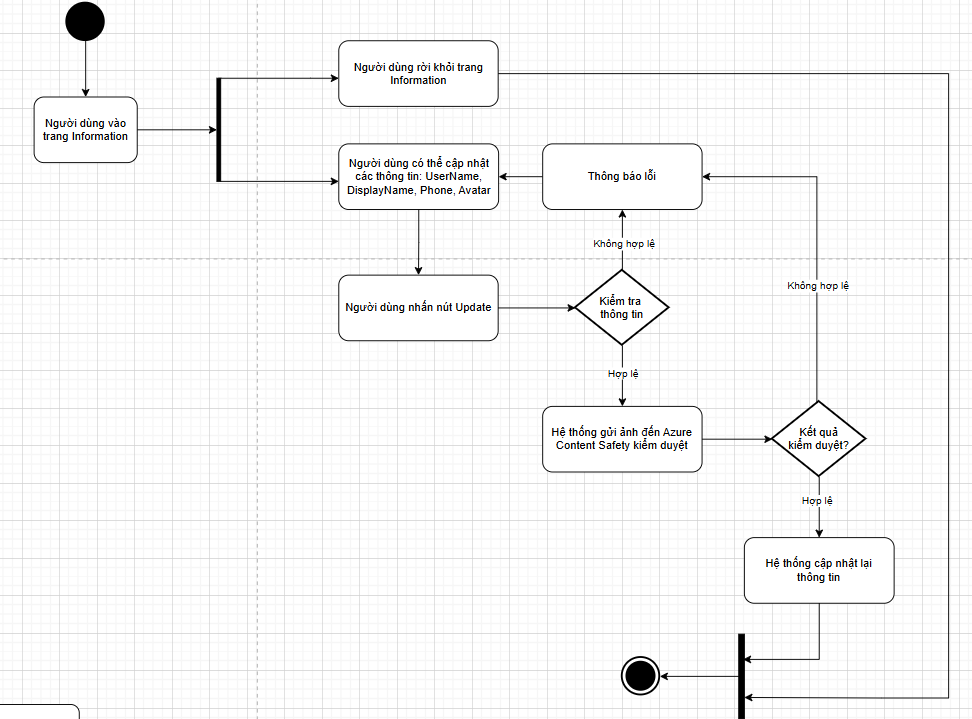 Người dùng rời khỏi trang
Information
Người dùng vào
trang Information
Người dùng có thể cập nhật
các thông tin: UserName,
DisplayName, Phone, Avatar
Thông báo lỗi
Không hợp lệ
Không hợp lệ
Người dùng nhấn nút Update
Kiểm tra
thông tin
Hợp lệ
Hệ thống gửi ảnh đến Azure
Content Safety kiểm duyệt
Kết quả
kiểm duyệt?
Hợp lệ
Hệ thống cập nhật lại
thông tin